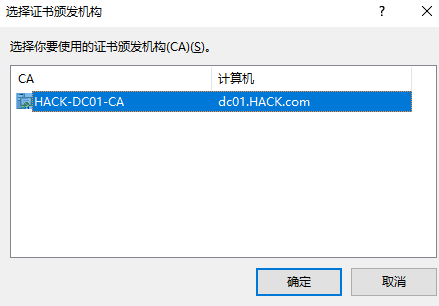 选择证书颁发机构
选择你要使用的证书颁发机构(CA)(S)。
CA 计算机
HACK-DC01-CA dc01.HACK.com
确定 取消